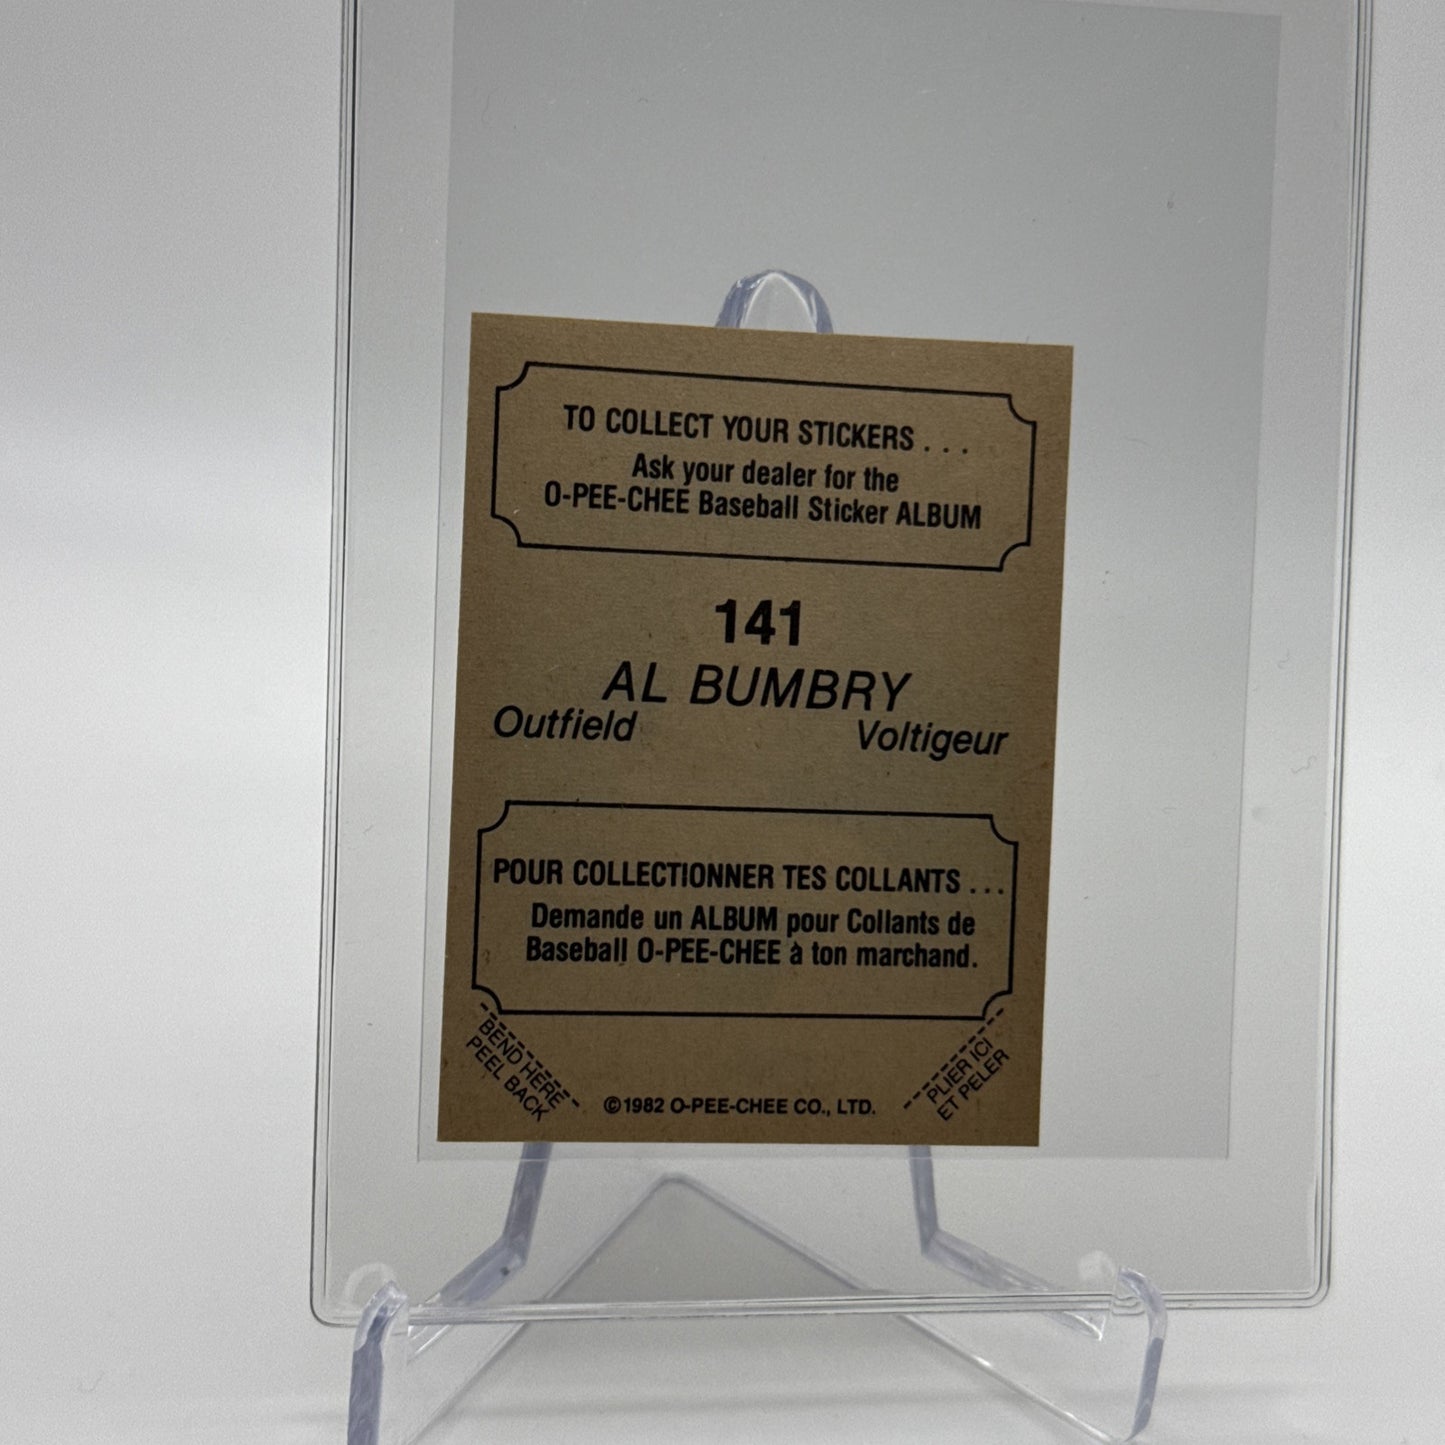 TO COLLECT YOUR STICKERS . . .
Ask your dealer for the
O-PEE-CHEE Baseball Sticker ALBUM
141
AL BUMBRY
Outfield Voltigeur
POUR COLLECTIONNER TES COLLANTS . . .
Demande un ALBUM pour Collants de
Baseball O-PEE-CHEE à ton marchand.
BEND HERE
PEEL BACK
©1982 O-PEE-CHEE CO., LTD.
PLIER ICI
ET PELER